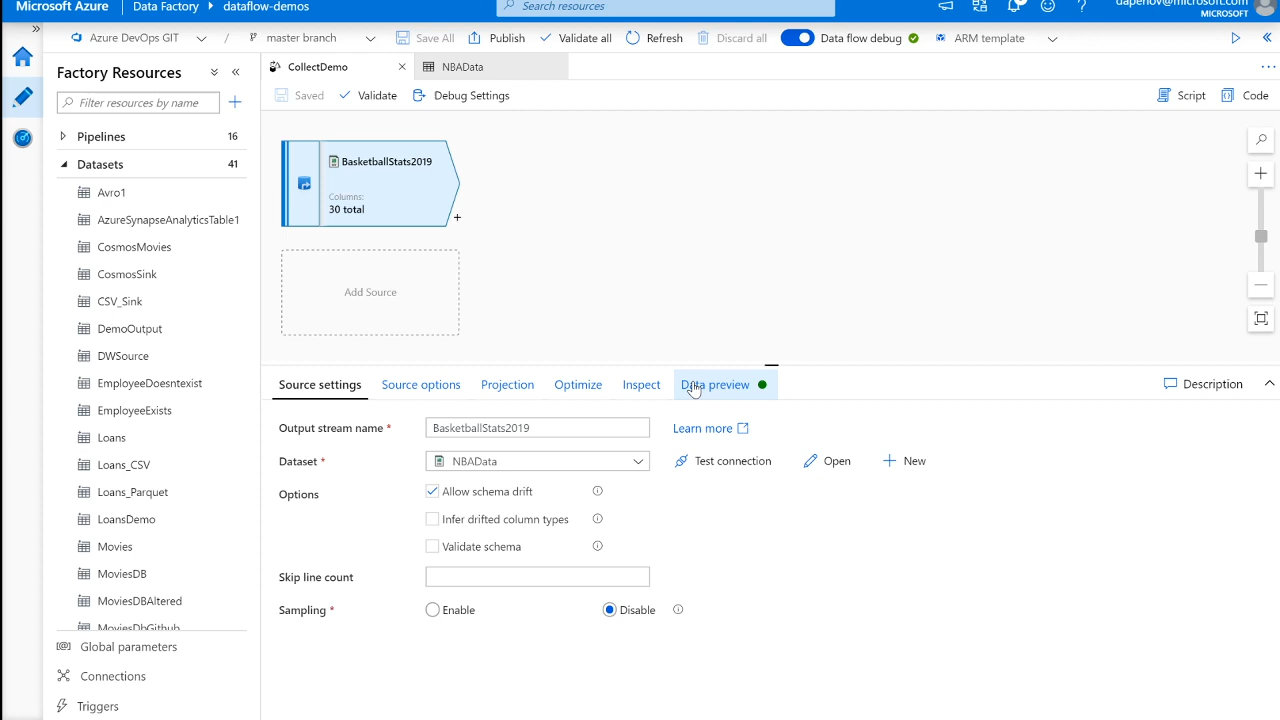 Microsoft Azure
Data Factory
dataflow-demos
Search resources
MICROSOFT
Azure DevOps GIT
/
master branch
Save All
Publish
Validate all
Refresh
Discard all
Data flow debug
ARM template
Factory Resources
Filter resources by name
Pipelines 16
Datasets 41
Avro1
AzureSynapseAnalyticsTable1
CosmosMovies
CosmosSink
CSV_Sink
DemoOutput
DWSource
EmployeeDoesntexist
EmployeeExists
Loans
Loans_CSV
Loans_Parquet
LoansDemo
Movies
MoviesDB
MoviesDBAltered
MoviesDbGithub
Global parameters
Connections
Triggers
CollectDemo
NBAData
Saved
Validate
Debug Settings
Script
Code
BasketballStats2019
Columns:
30 total
Add Source
Source settings
Source options
Projection
Optimize
Inspect
Data preview
Description
Output stream name *
BasketballStats2019
Learn more
Dataset *
NBAData
Test connection
Open
New
Options
Allow schema drift
Infer drifted column types
Validate schema
Skip line count
Sampling *
Enable
Disable